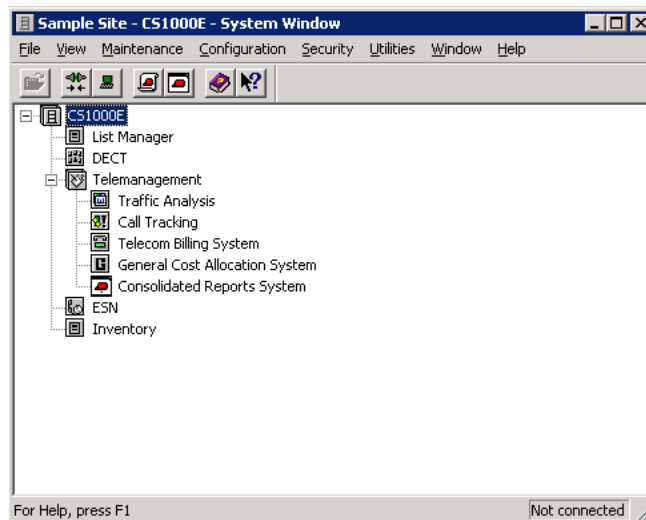 Sample Site - CS1000E - System Window
File View Maintenance Configuration Security Utilities Window Help
CS1000E
List Manager
DECT
Telemanagement
Traffic Analysis
Call Tracking
Telecom Billing System
General Cost Allocation System
Consolidated Reports System
ESN
Inventory
For Help, press F1 Not connected